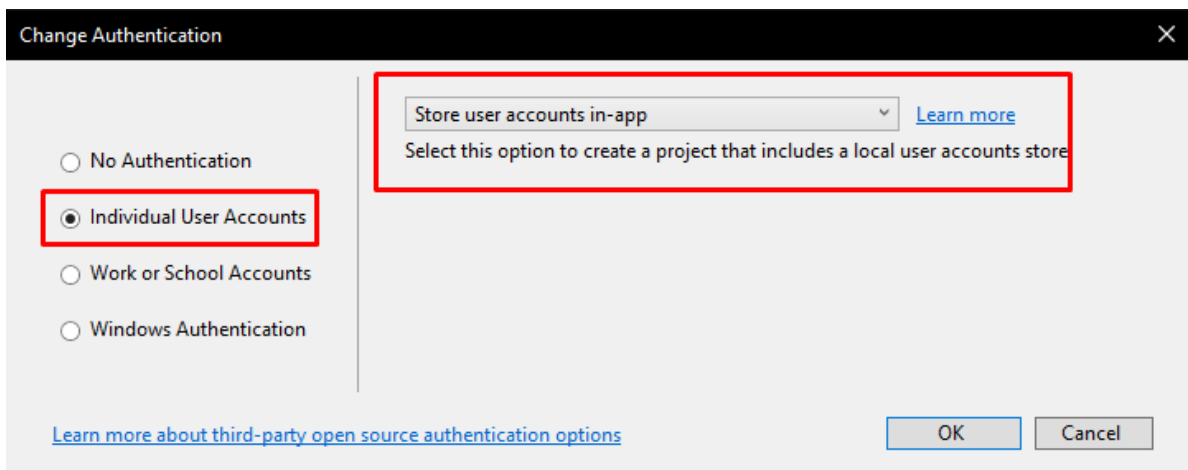 Change Authentication
Store user accounts in-app
Learn more
Select this option to create a project that includes a local user accounts store
No Authentication
Individual User Accounts
Work or School Accounts
Windows Authentication
Learn more about third-party open source authentication options
OK
Cancel